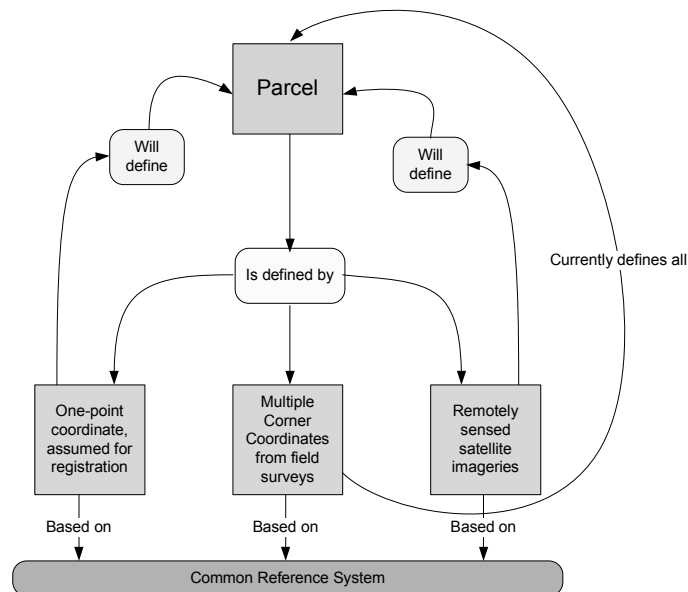 Parcel
Will
define
Will
define
Currently defines all
Is defined by
One-point
coordinate,
assumed for
registration
Multiple
Corner
Coordinates
from field
surveys
Remotely
sensed
satellite
imageries
Based on
Based on
Based on
Common Reference System